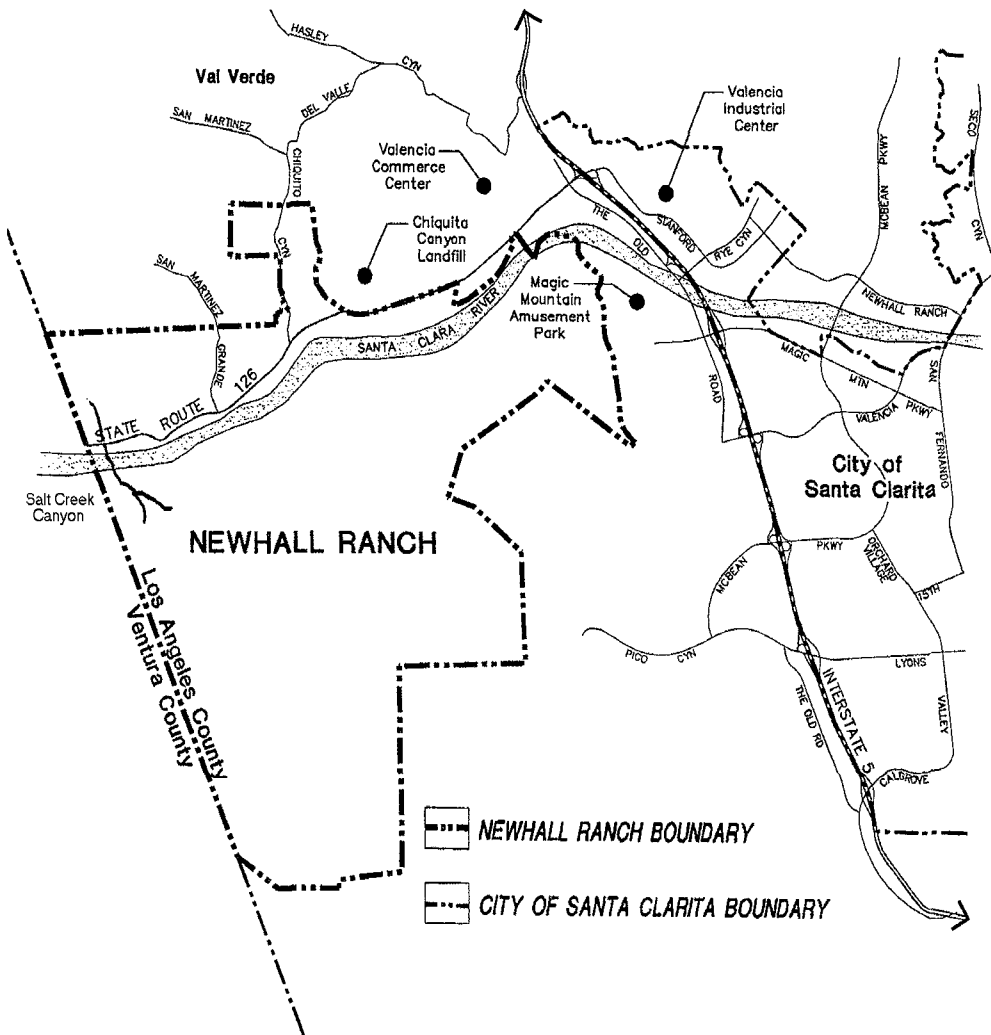 HASLEY
CYN
Val Verde
DEL VALLE
SAN MARTINEZ
CHIQUITO
CYN
Valencia
Commerce
Center
Valencia
Industrial
Center
MCBEAN PKWY
SECO
CYN
Chiquita
Canyon
Landfill
THE
OLD
ROAD
STANFORD
RYE CYN
SAN
MARTINEZ
GRANDE
Magic
Mountain
Amusement
Park
NEWHALL RANCH
SANTA CLARA RIVER
STATE ROUTE 126
MAGIC
MTN
PKWY
VALENCIA
SAN
FERNANDO
City of
Santa Clarita
Salt Creek
Canyon
NEWHALL RANCH
MCBEAN
PKWY
ORCHARD
VILLAGE
15TH
Los Angeles County
Ventura County
PICO CYN
LYONS
THE OLD RD
INTERSTATE 5
VALLEY
CALGROVE
NEWHALL RANCH BOUNDARY
CITY OF SANTA CLARITA BOUNDARY